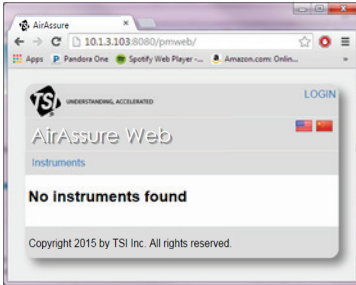 AirAssure
10.1.3.103:8080/pmweb/
Apps Pandora One Spotify Web Player -... Amazon.com: Onlin... »
TSI UNDERSTANDING, ACCELERATED
LOGIN
AirAssure Web
Instruments
No instruments found
Copyright 2015 by TSI Inc. All rights reserved.